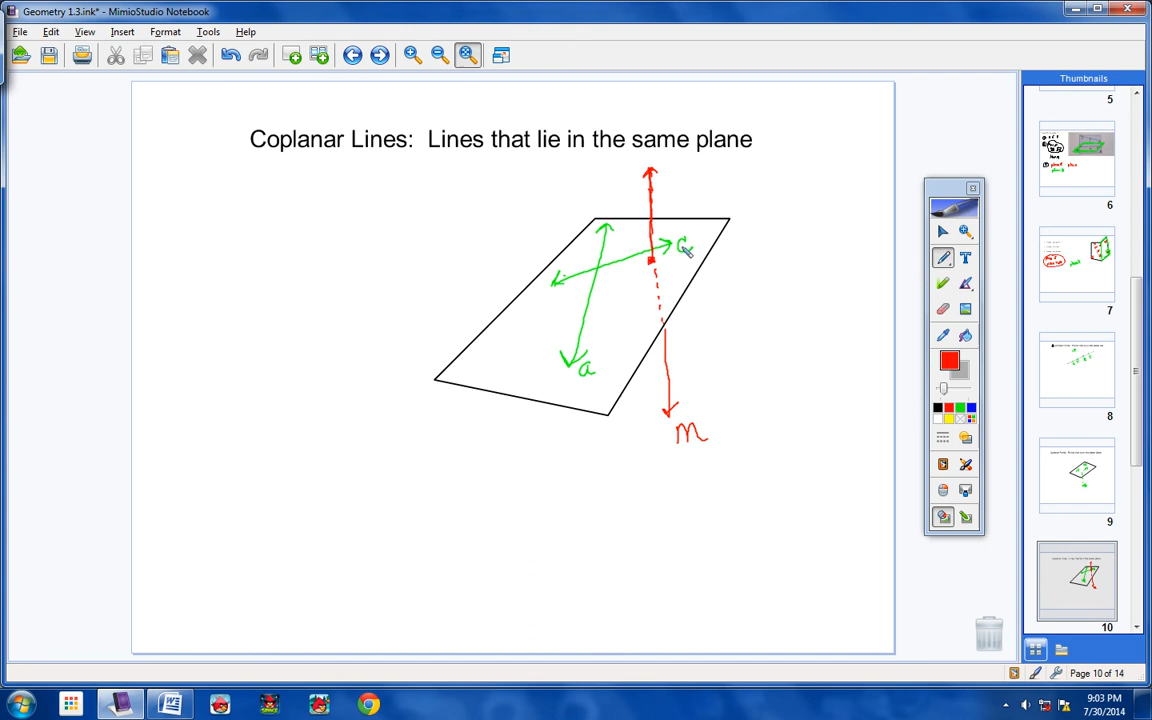 Geometry 1.3.ink* - MimioStudio Notebook
File Edit View Insert Format Tools Help
Thumbnails
Coplanar Lines: Lines that lie in the same plane
a
m
5
6
7
8
9
10
Page 10 of 14
9:03 PM
7/30/2014